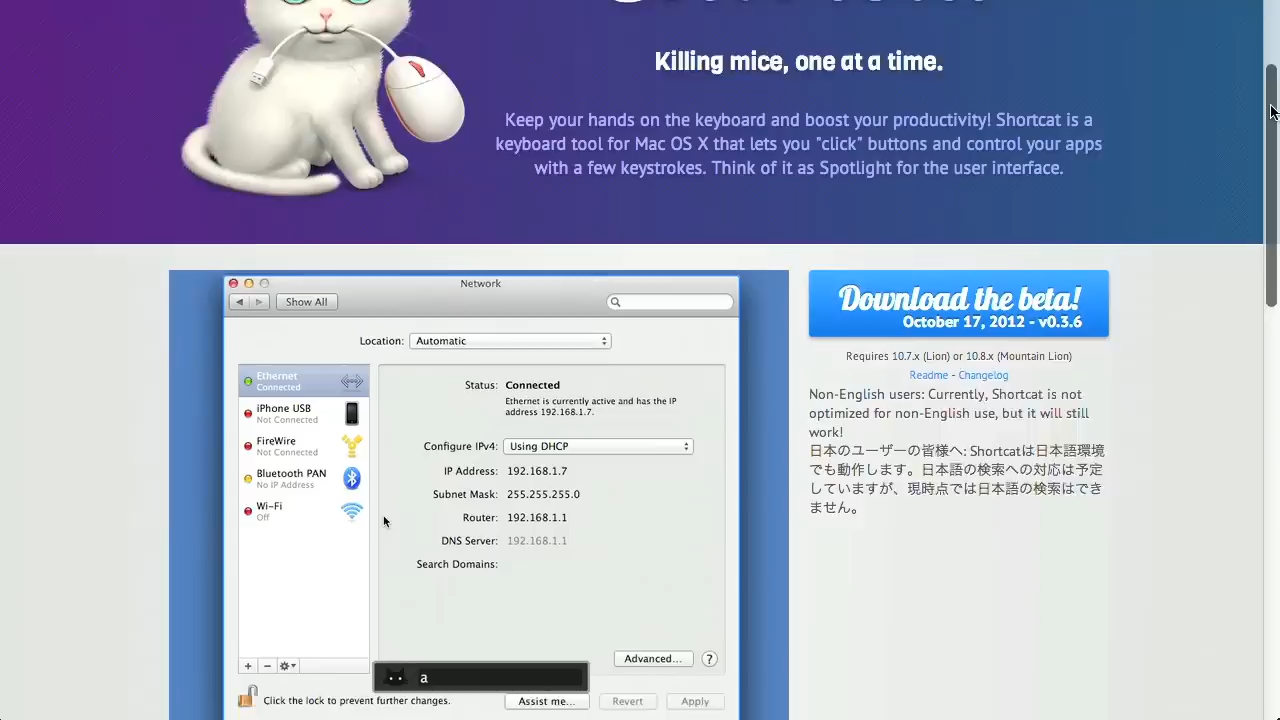 Killing mice, one at a time.
Keep your hands on the keyboard and boost your productivity! Shortcat is a
keyboard tool for Mac OS X that lets you "click" buttons and control your apps
with a few keystrokes. Think of it as Spotlight for the user interface.
Network
Show All
Location: Automatic
Ethernet
Connected
iPhone USB
Not Connected
FireWire
Not Connected
Bluetooth PAN
No IP Address
Wi-Fi
Off
Status: Connected
Ethernet is currently active and has the IP
address 192.168.1.7.
Configure IPv4: Using DHCP
IP Address: 192.168.1.7
Subnet Mask: 255.255.255.0
Router: 192.168.1.1
DNS Server: 192.168.1.1
Search Domains:
Advanced... ?
a
Click the lock to prevent further changes.
Assist me... Revert Apply
Download the beta!
October 17, 2012 - v0.3.6
Requires 10.7.x (Lion) or 10.8.x (Mountain Lion)
Readme - Changelog
Non-English users: Currently, Shortcat is not
optimized for non-English use, but it will still
work!
日本のユーザーの皆様へ: Shortcatは日本語環境
でも動作します。日本語の検索への対応は予定
していますが、現時点では日本語の検索はでき
ません。